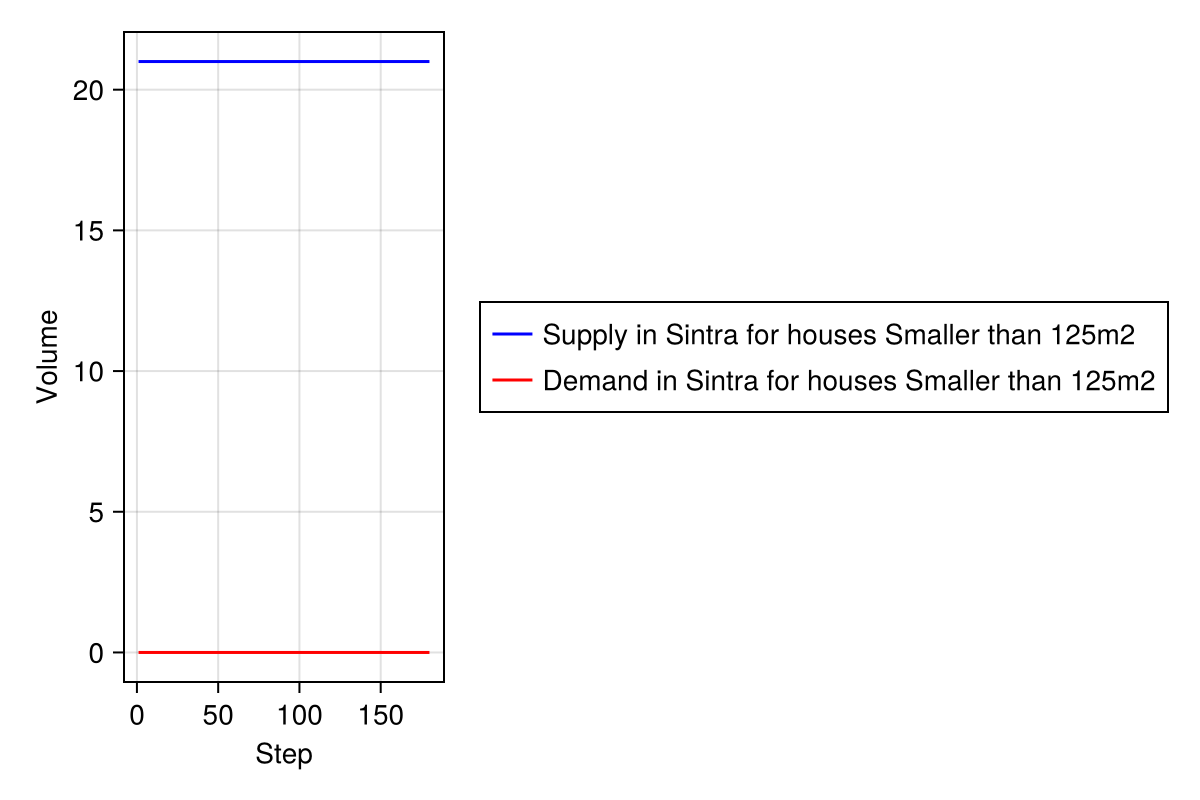 20
15
10
5
0
Volume
0 50 100 150
Step
Supply in Sintra for houses Smaller than 125m2
Demand in Sintra for houses Smaller than 125m2